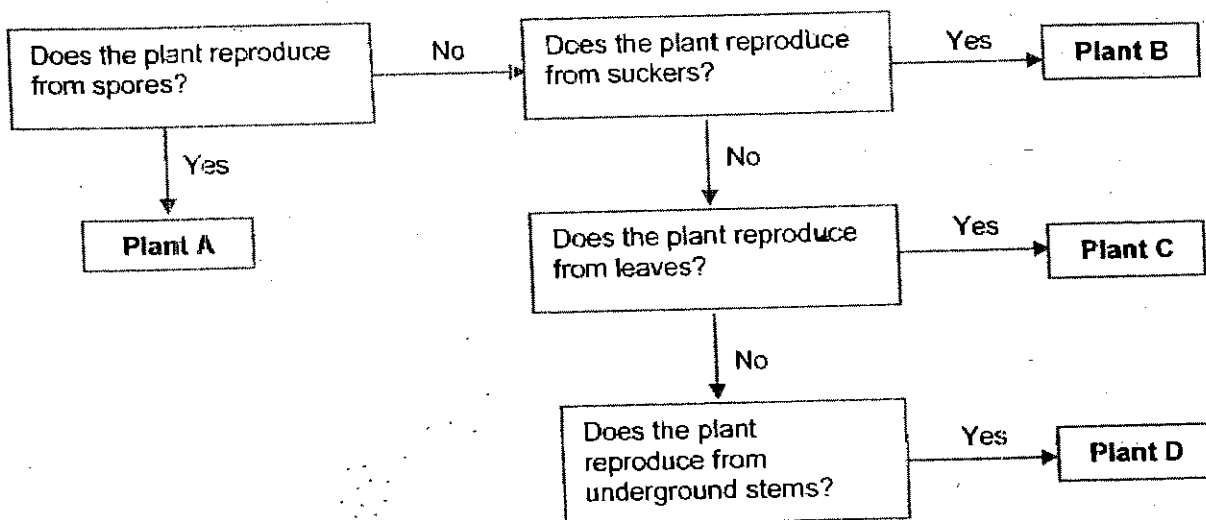 Does the plant reproduce
from spores?
No
Does the plant reproduce
from suckers?
Yes
Plant B
Yes
No
Plant A
Does the plant reproduce
from leaves?
Yes
Plant C
No
Does the plant
reproduce from
underground stems?
Yes
Plant D